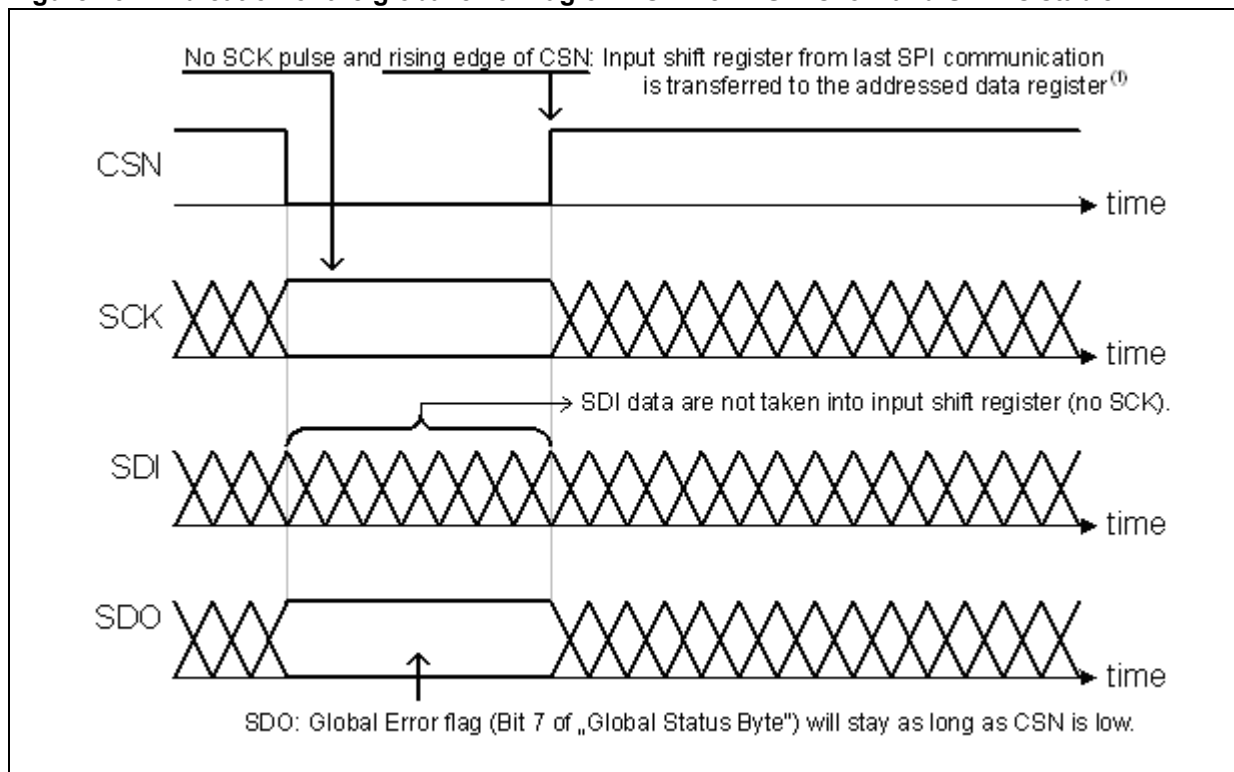 No SCK pulse and rising edge of CSN: Input shift register from last SPI communication
is transferred to the addressed data register(1)
CSN
time
SCK
time
SDI data are not taken into input shift register (no SCK).
SDI
time
SDO
time
SDO: Global Error flag (Bit 7 of „Global Status Byte") will stay as long as CSN is low.